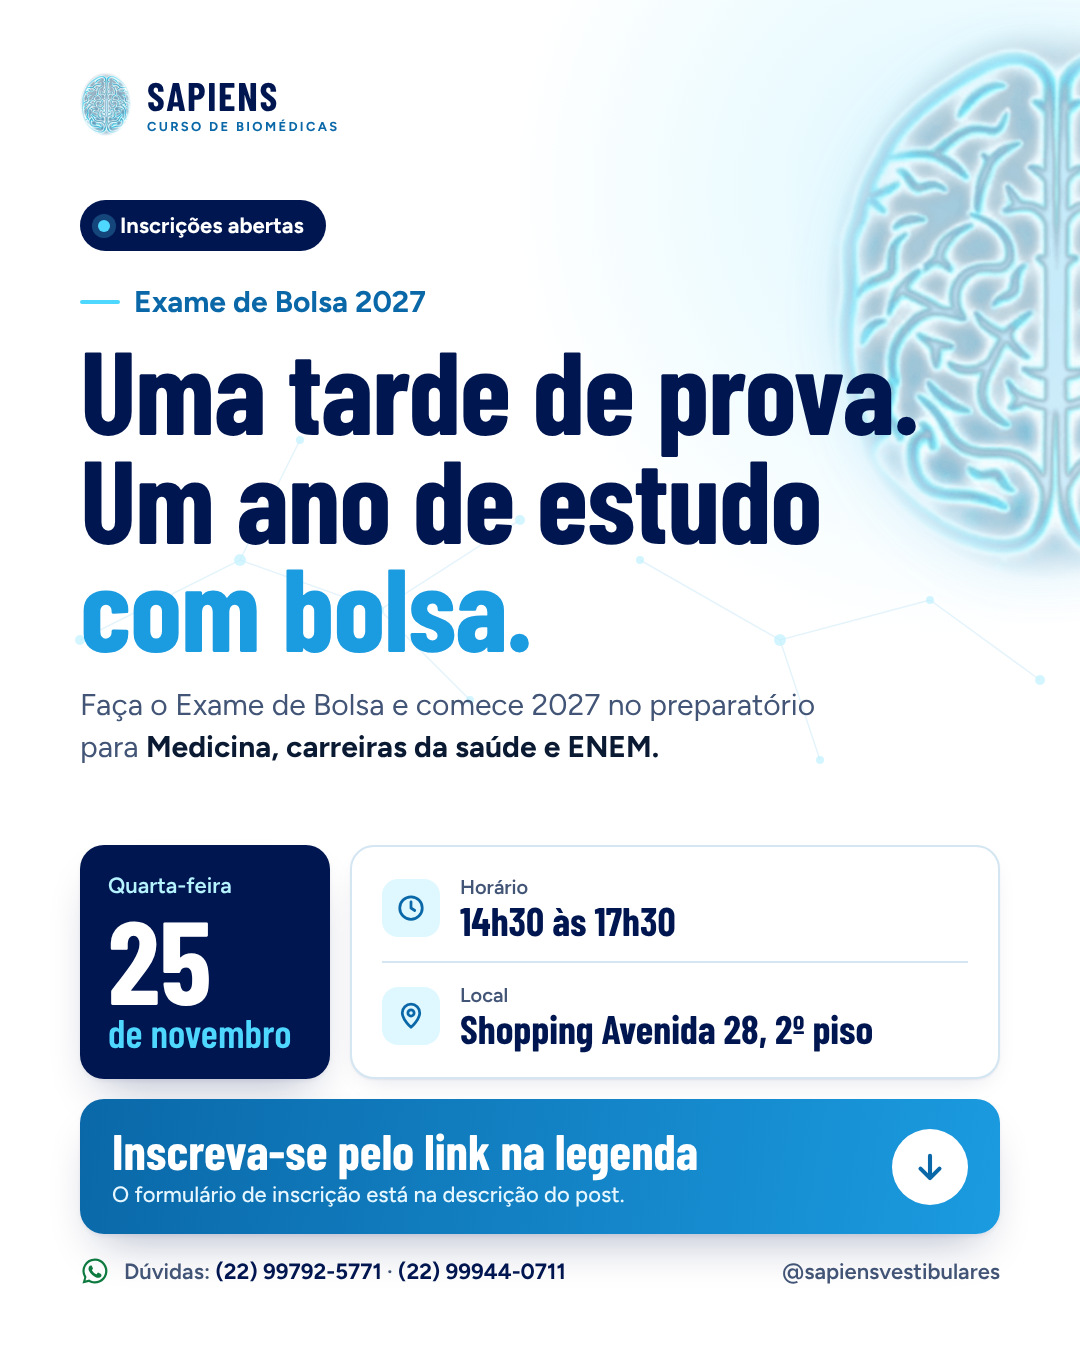 SAPIENS
CURSO DE BIOMÉDICAS
Inscrições abertas
Exame de Bolsa 2027
Uma tarde de prova.
Um ano de estudo
com bolsa.
Faça o Exame de Bolsa e comece 2027 no preparatório
para Medicina, carreiras da saúde e ENEM.
Quarta-feira
25
de novembro
Horário
14h30 às 17h30
Local
Shopping Avenida 28, 2º piso
Inscreva-se pelo link na legenda
O formulário de inscrição está na descrição do post.
Dúvidas: (22) 99792-5771 · (22) 99944-0711
@sapiensvestibulares